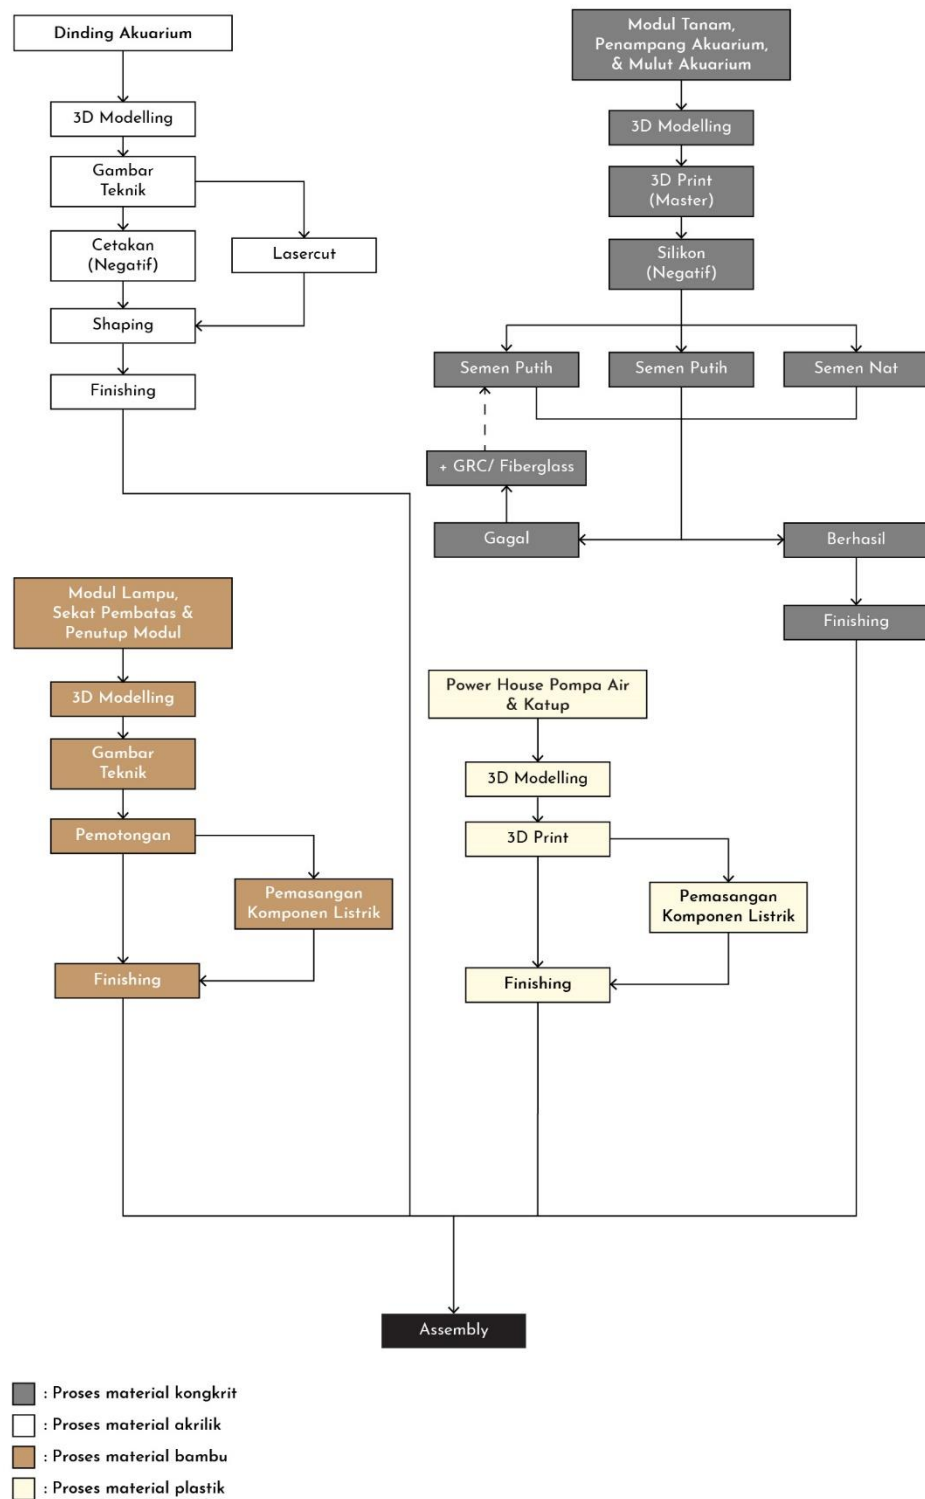 Dinding Akuarium
3D Modelling
Gambar
Teknik
Cetakan
(Negatif)
Lasercut
Shaping
Finishing
Modul Tanam,
Penampang Akuarium,
& Mulut Akuarium
3D Modelling
3D Print
(Master)
Silikon
(Negatif)
Semen Putih
Semen Putih
Semen Nat
+ GRC/ Fiberglass
Gagal
Berhasil
Finishing
Modul Lampu,
Sekat Pembatas &
Penutup Modul
3D Modelling
Gambar
Teknik
Pemotongan
Pemasangan
Komponen Listrik
Finishing
Power House Pompa Air
& Katup
3D Modelling
3D Print
Pemasangan
Komponen Listrik
Finishing
Assembly
: Proses material kongkrit
: Proses material akrilik
: Proses material bambu
: Proses material plastik